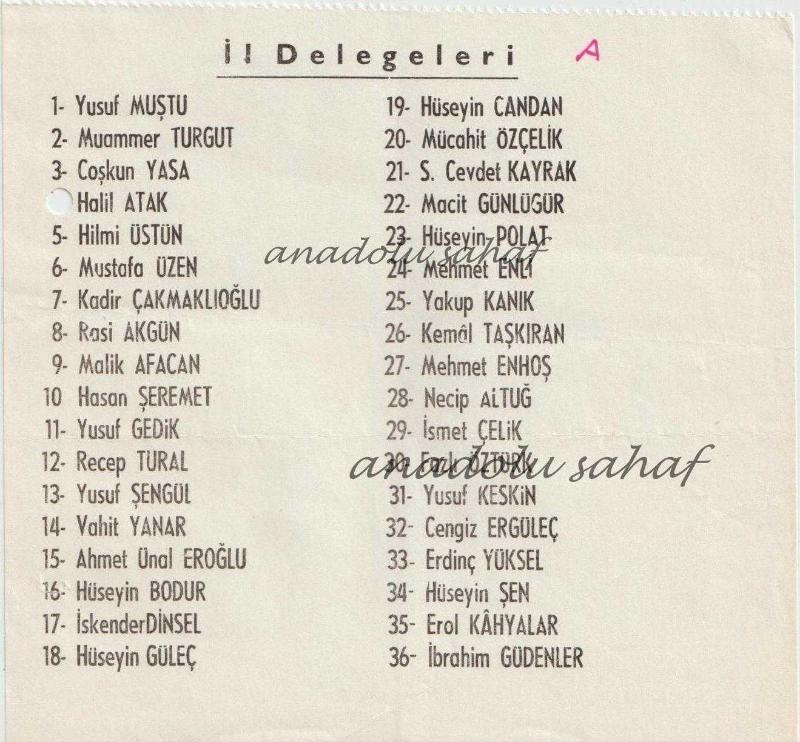 İl Delegeleri A
1- Yusuf MUŞTU
2- Muammer TURGUT
3- Coşkun YASA
Halil ATAK
5- Hilmi ÜSTÜN
6- Mustafa ÜZEN
7- Kadir ÇAKMAKLIOĞLU
8- Rasi AKGÜN
9- Malik AFACAN
10 Hasan ŞEREMET
11- Yusuf GEDİK
12- Recep TURAL
13- Yusuf ŞENGÜL
14- Vahit YANAR
15- Ahmet Ünal EROĞLU
16- Hüseyin BODUR
17- İskenderDİNSEL
18- Hüseyin GÜLEÇ
19- Hüseyin CANDAN
20- Mücahit ÖZÇELİK
21- S. Cevdet KAYRAK
22- Macit GÜNLÜGÜR
23- Hüseyin POLAT
24- Mehmet ENLİ
25- Yakup KANIK
26- Kemâl TAŞKIRAN
27- Mehmet ENHOŞ
28- Necip ALTUĞ
29- İsmet ÇELİK
30- ÖZTÜRK
31- Yusuf KESKİN
32- Cengiz ERGÜLEÇ
33- Erdinç YÜKSEL
34- Hüseyin ŞEN
35- Erol KÂHYALAR
36- İbrahim GÜDENLER
anadolu sahaf
anadolu sahaf